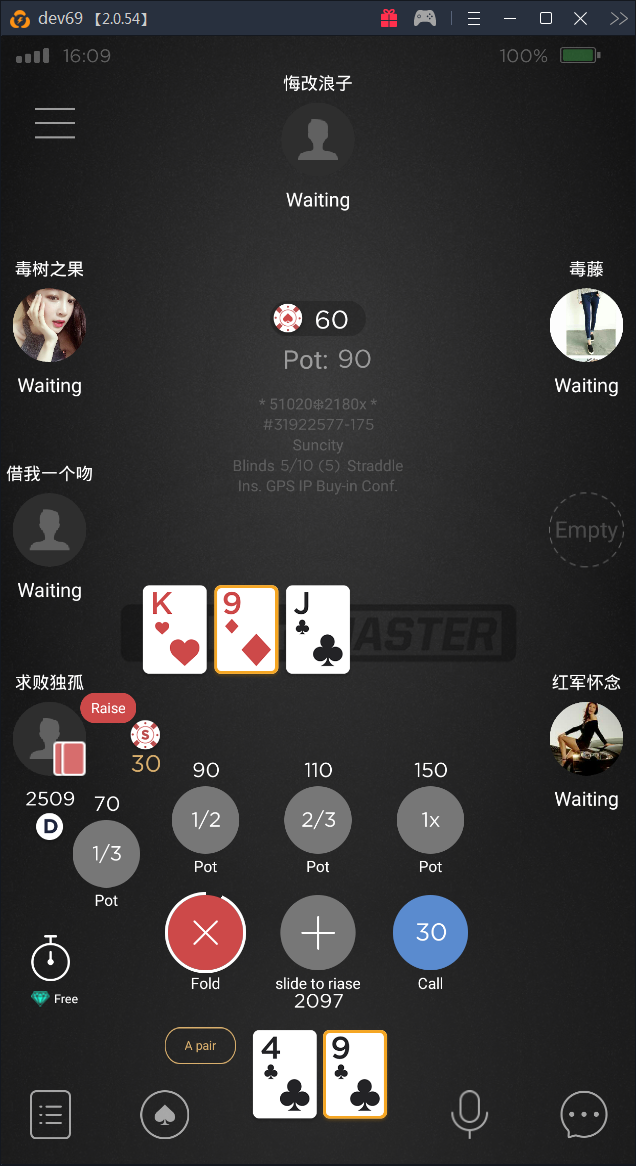 dev69 【2.0.54】
16:09
100%
悔改浪子
Waiting
毒树之果
毒藤
60
Pot: 90
Waiting
Waiting
* 51020❉2180x *
#31922577-175
Suncity
Blinds 5/10 (5) Straddle
Ins. GPS IP Buy-in Conf.
借我一个吻
Empty
Waiting
K
9
J
ASTER
求败独孤
红军怀念
Raise
S
30
90
110
150
2509
70
Waiting
D
1/2
2/3
1x
1/3
Pot
Pot
Pot
Pot
30
Fold
slide to riase
Call
2097
Free
A pair
4
9